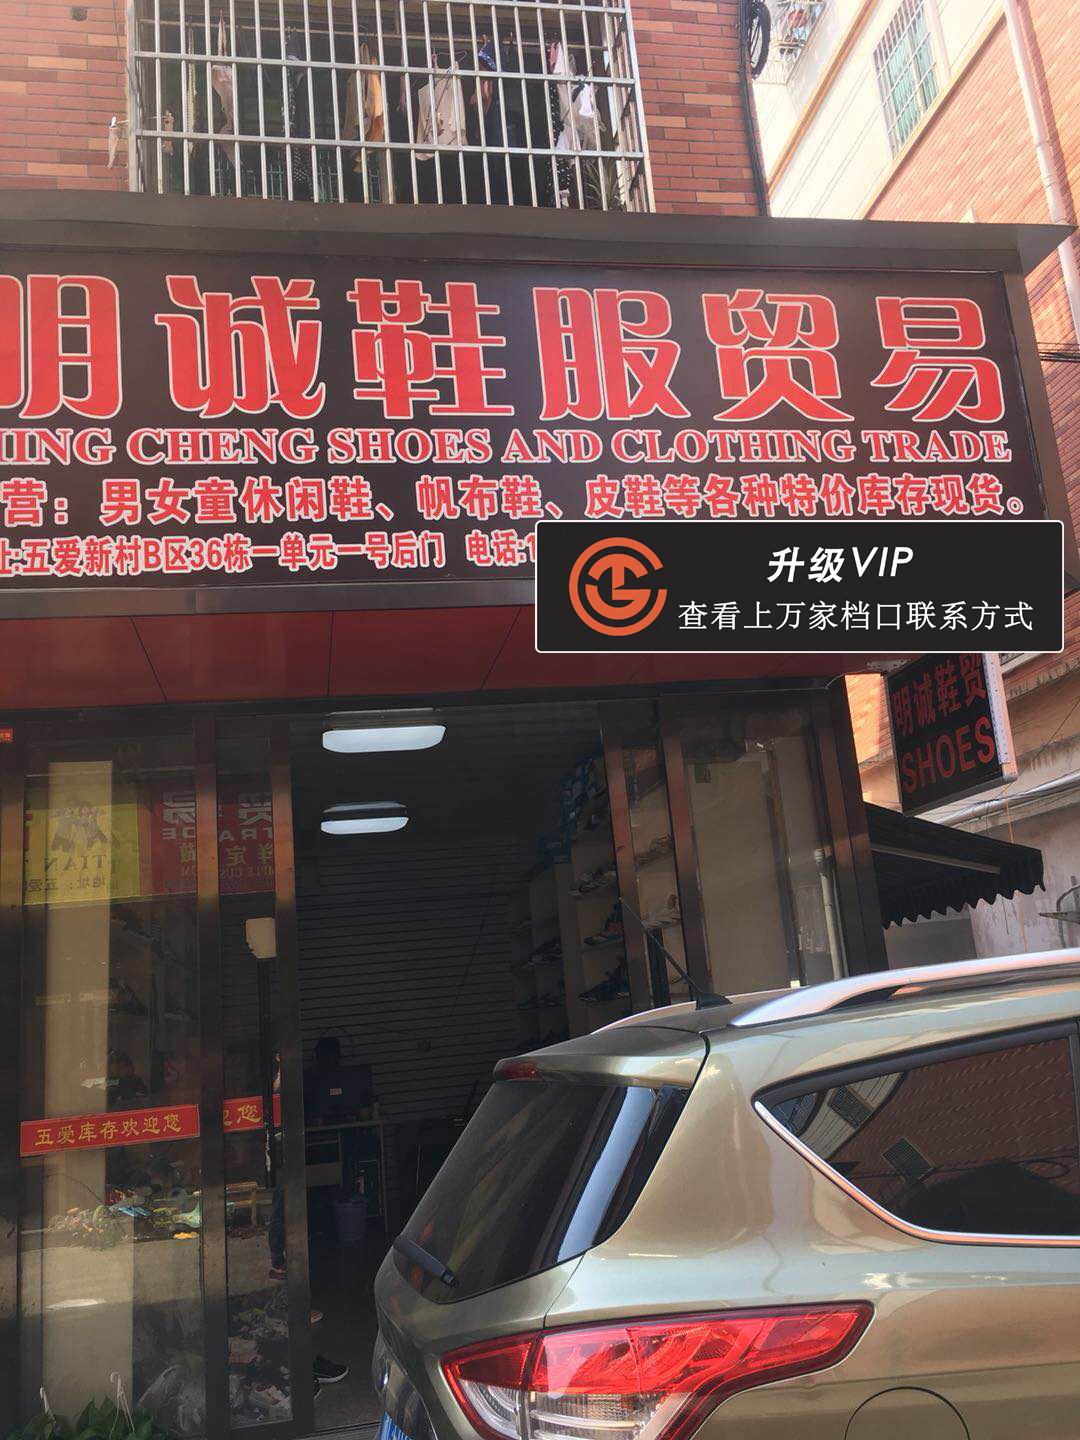 明诚鞋服贸易
MING CHENG SHOES AND CLOTHING TRADE
营：男女童休闲鞋、帆布鞋、皮鞋等各种特价库存现货。
址:五爱新村B区36栋一单元一号后门 电话:1
升级VIP
查看上万家档口联系方式
明诚鞋贸
SHOES
五爱库存欢迎您
迎您